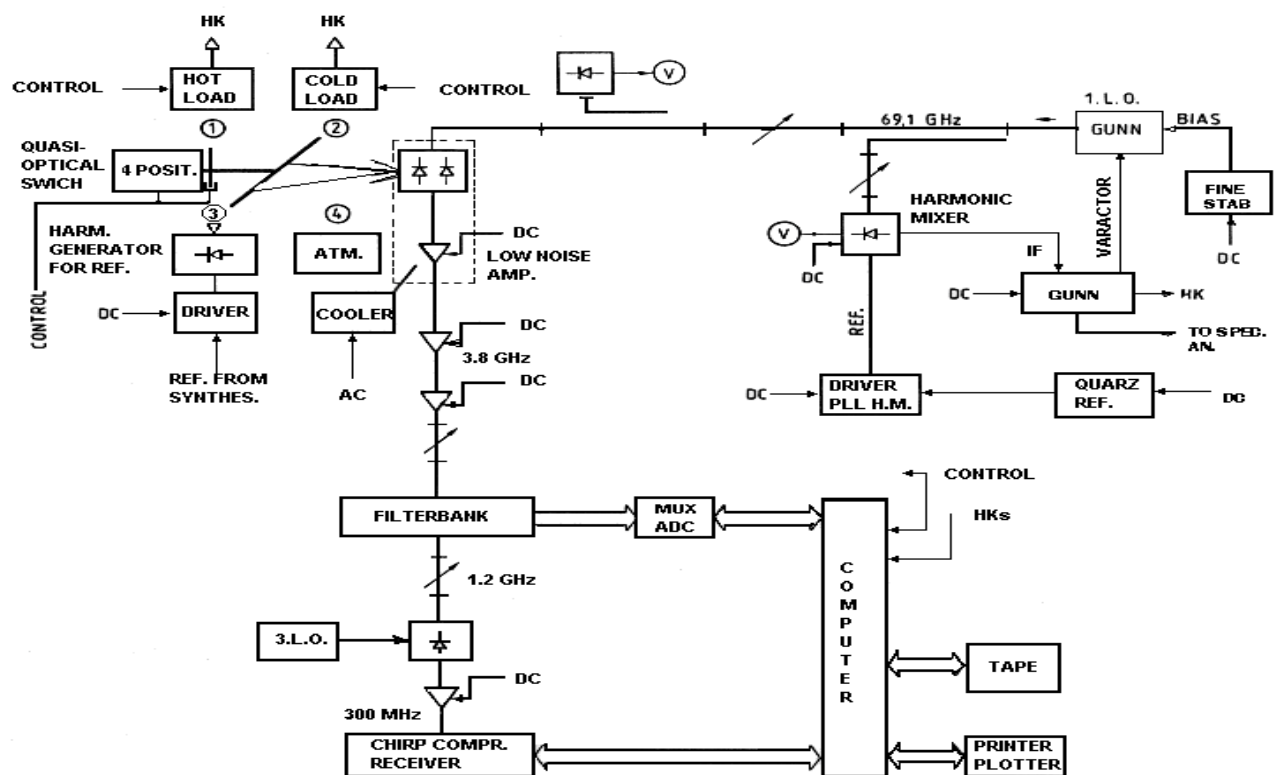 HK
HK
HOT
LOAD
CONTROL
COLD
LOAD
CONTROL
V
1. L. O.
GUNN
BIAS
69,1 GHz
1
2
QUASI-
OPTICAL
SWICH
4 POSIT.
FINE
STAB
DC
VARACTOR
3
4
HARM.
GENERATOR
FOR REF.
ATM.
DC
LOW NOISE
AMP.
HARMONIC
MIXER
V
DC
IF
CONTROL
DC
DRIVER
COOLER
DC
GUNN
HK
TO SPEC.
AN.
REF.
DC
3.8 GHz
REF. FROM
SYNTHES.
AC
DC
DC
DRIVER
PLL H.M.
QUARZ
REF.
DC
FILTERBANK
MUX
ADC
CONTROL
HKs
COMPUTER
1.2 GHz
3.L.O.
DC
TAPE
300 MHz
CHIRP COMPR.
RECEIVER
PRINTER
PLOTTER